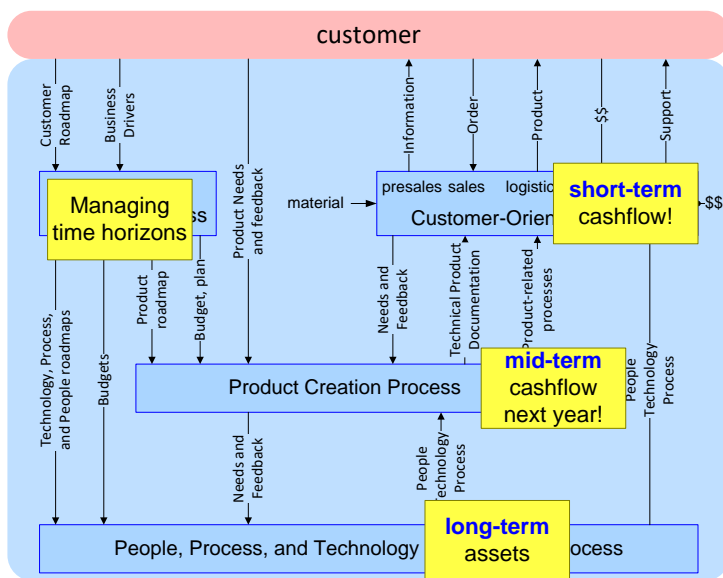 customer
Customer
Roadmap
Business
Drivers
Product Needs
and feedback
Information
Order
Product
$$
Support
Managing
time horizons
material
presales sales
Customer-Orien
short-term
cashflow!
$$
Technology, Process,
and People roadmaps
Budgets
Product
roadmap
Budget, plan
Needs and
Feedback
Technical Product
Documentation
Product-related
processes
Product Creation Process
mid-term
cashflow
next year!
People
Technology
Process
Needs and
Feedback
People
Technology
Process
People, Process, and Technology
long-term
assets